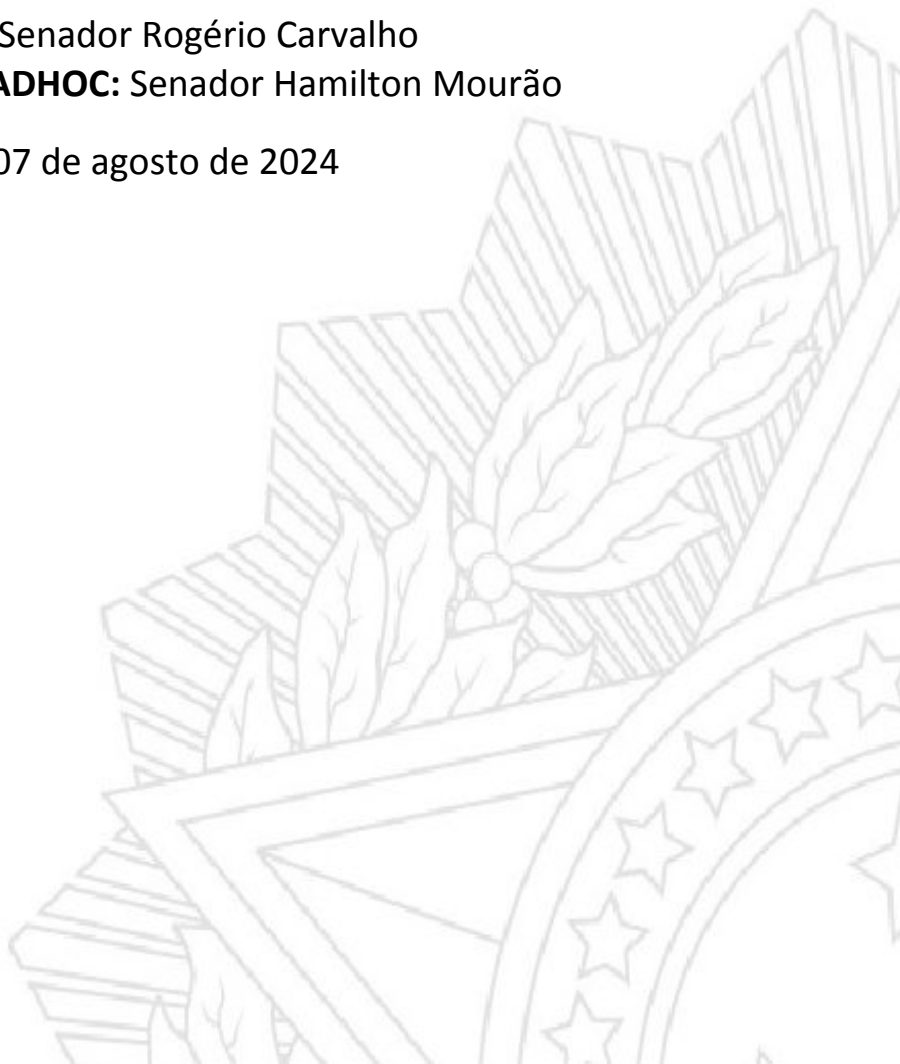 Senador Rogério Carvalho
ADHOC: Senador Hamilton Mourão
07 de agosto de 2024